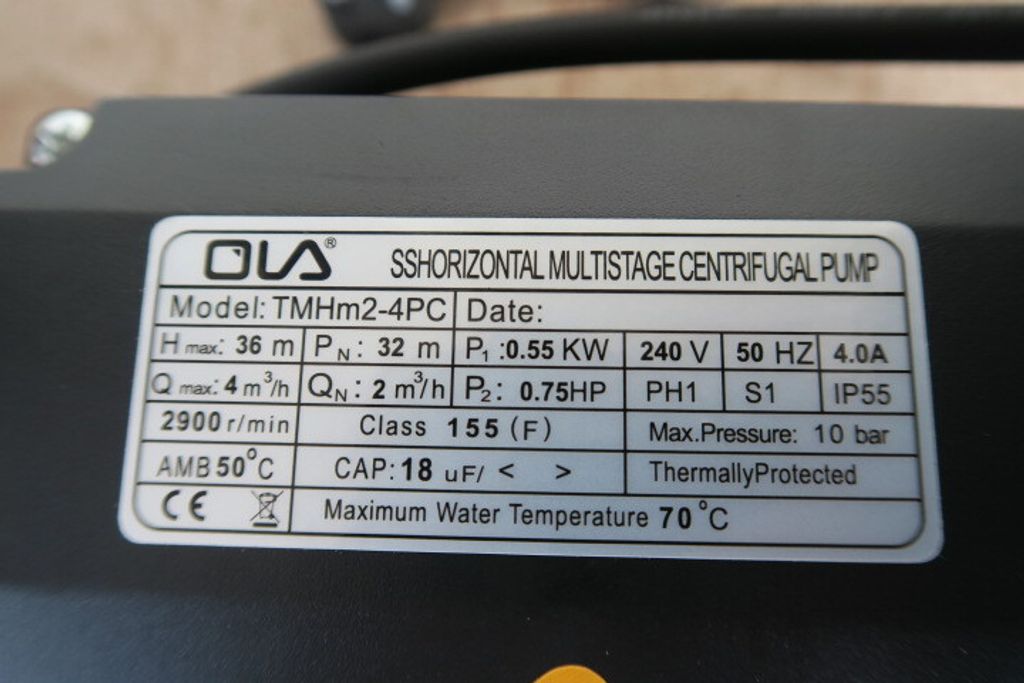 OLA® SSHORIZONTAL MULTISTAGE CENTRIFUGAL PUMP
Model: TMHm2-4PC Date:
H max: 36 m PN: 32 m P1:0.55 KW 240 V 50 HZ 4.0A
Q max: 4 m³/h QN: 2 m³/h P2: 0.75HP PH1 S1 IP55
2900 r/min Class 155 (F) Max.Pressure: 10 bar
AMB 50°C CAP: 18 uF/ < > ThermallyProtected
CE Maximum Water Temperature 70°C